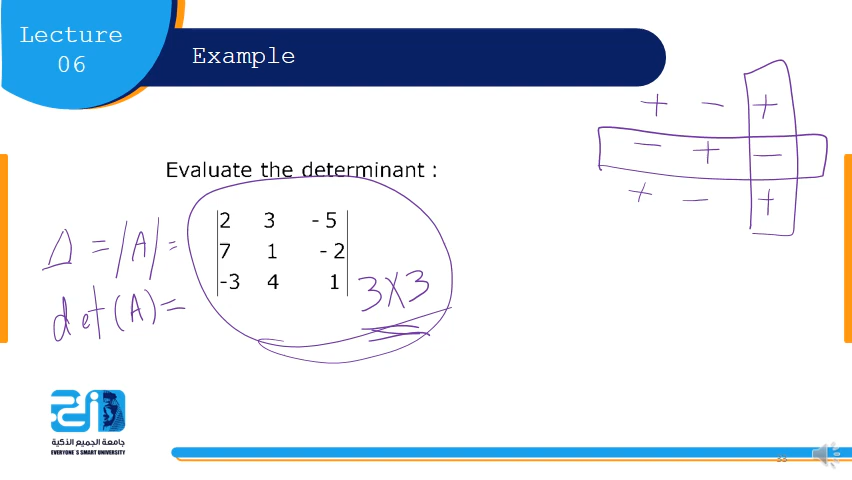 Lecture
06
Example
+ - +
- + -
+ - +
Evaluate the determinant :
2 3 - 5
7 1 - 2
-3 4 1
Δ = |A| =
det(A) =
3X3
جامعة الجميع الذكية
EVERYONE'S SMART UNIVERSITY